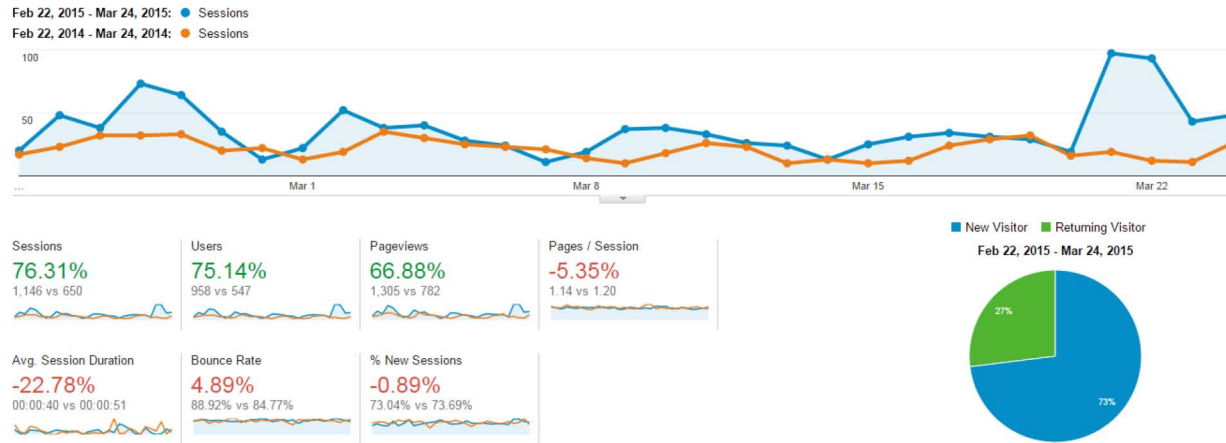 Feb 22, 2015 - Mar 24, 2015: Sessions
Feb 22, 2014 - Mar 24, 2014: Sessions
100
50
... Mar 1 Mar 8 Mar 15 Mar 22
New Visitor Returning Visitor
Feb 22, 2015 - Mar 24, 2015
27%
73%
Sessions
76.31%
1,146 vs 650
Users
75.14%
958 vs 547
Pageviews
66.88%
1,305 vs 782
Pages / Session
-5.35%
1.14 vs 1.20
Avg. Session Duration
-22.78%
00:00:40 vs 00:00:51
Bounce Rate
4.89%
88.92% vs 84.77%
% New Sessions
-0.89%
73.04% vs 73.69%